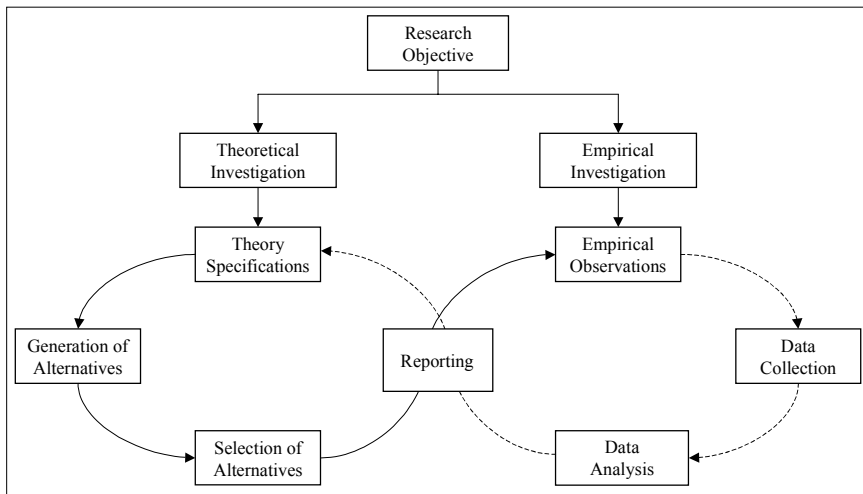 Research
Objective
Theoretical
Investigation
Empirical
Investigation
Theory
Specifications
Empirical
Observations
Generation of
Alternatives
Reporting
Data
Collection
Selection of
Alternatives
Data
Analysis